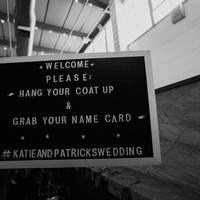 ★WELCOME★
PLEASE:
☛ HANG YOUR COAT UP
&
GRAB YOUR NAME CARD ☚
★ ★ ★ ★
#KATIEANDPATRICKSWEDDING